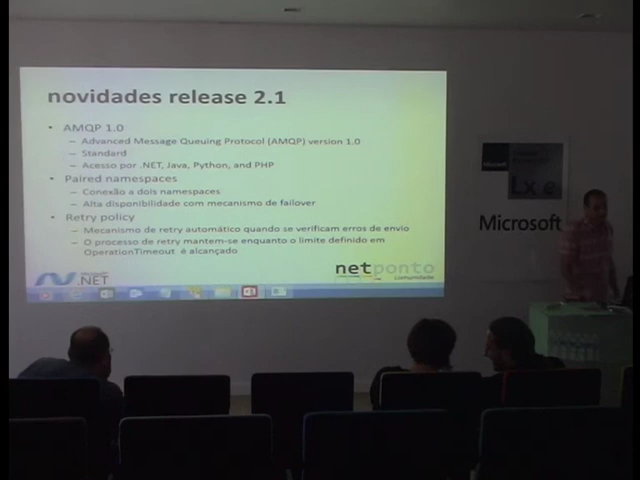 novidades release 2.1
• AMQP 1.0
– Advanced Message Queuing Protocol (AMQP) version 1.0
– Standard
– Acesso por .NET, Java, Python, and PHP
• Paired namespaces
– Conexão a dois namespaces
– Alta disponibilidade com mecanismo de failover
• Retry policy
– Mecanismo de retry automático quando se verificam erros de envio
– O processo de retry mantem-se enquanto o limite definido em
OperationTimeout é alcançado
.NET
netponto
comunidade
Lx
Microsoft